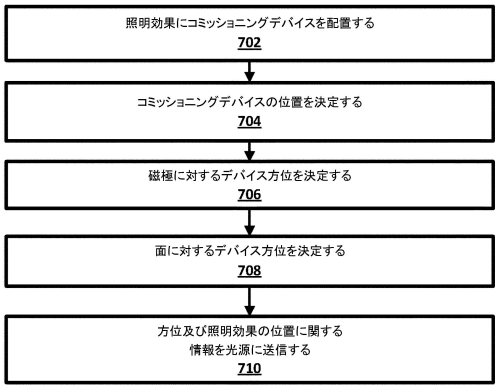 照明効果にコミッショニングデバイスを配置する
702
コミッショニングデバイスの位置を決定する
704
磁極に対するデバイス方位を決定する
706
面に対するデバイス方位を決定する
708
方位及び照明効果の位置に関する
情報を光源に送信する
710